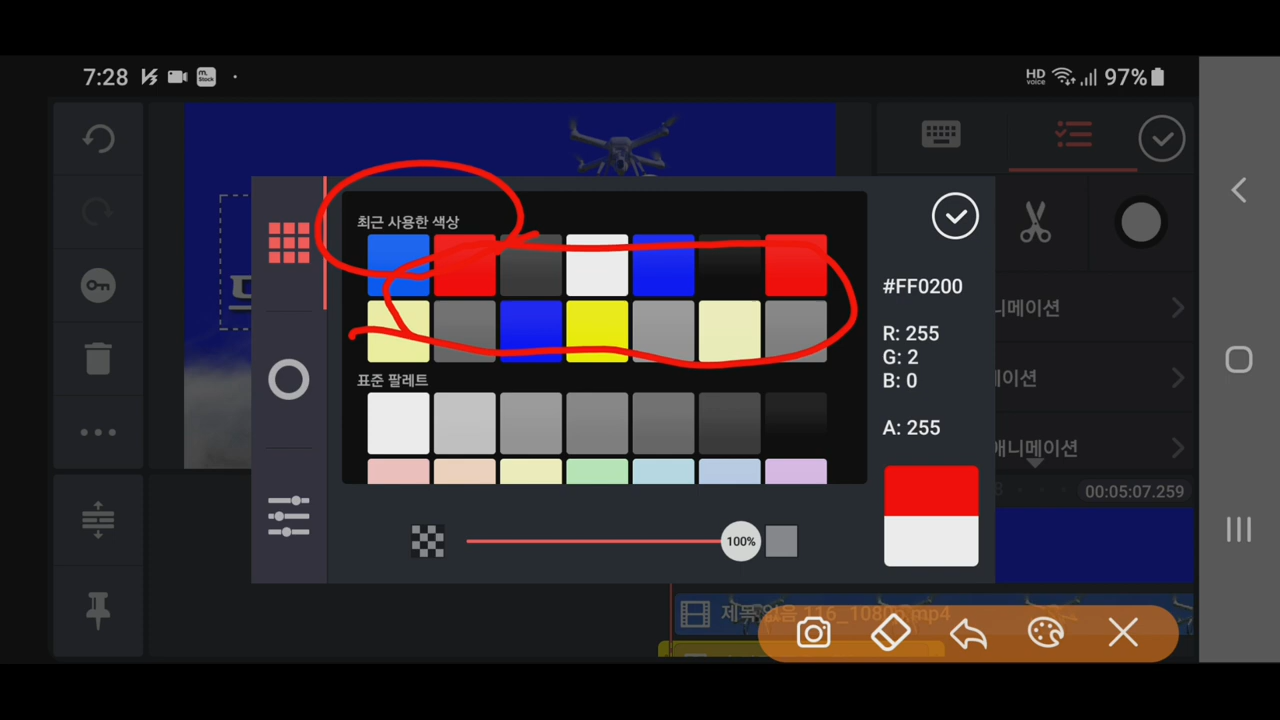 7:28
HD voice
97%
m. Stock
최근 사용한 색상
#FF0200
R: 255
G: 2
B: 0
A: 255
표준 팔레트
100%
니메이션
이션
애니메이션
00:05:07.259
제목 없음 116_1080p.mp4